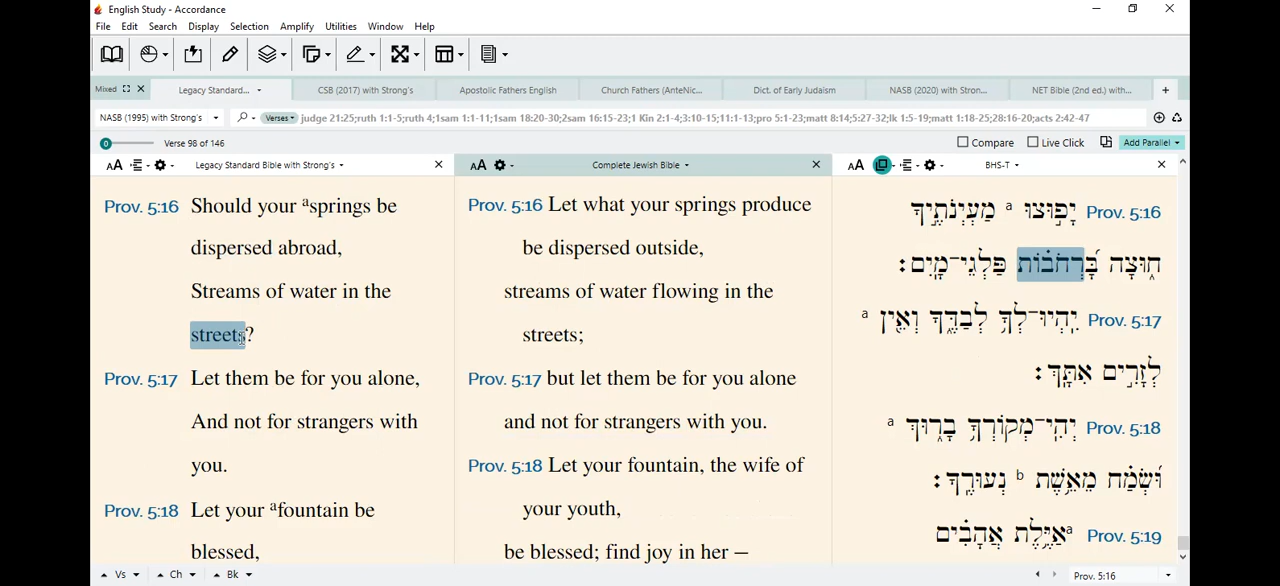 English Study - Accordance
File Edit Search Display Selection Amplify Utilities Window Help
Mixed Legacy Standard... CSB (2017) with Strong's Apostolic Fathers English Church Fathers (AnteNic... Dict. of Early Judaism NASB (2020) with Stron... NET Bible (2nd ed.) with...
NASB (1995) with Strong's Verses judge 21:25;ruth 1:1-5;ruth 4;1sam 1:1-11;1sam 18:20-30;2sam 16:15-23;1 Kin 2:1-4;3:10-15;11:1-13;pro 5:1-23;matt 8:14;5:27-32;lk 1:5-19;matt 1:18-25;28:16-20;acts 2:42-47
0 Verse 98 of 146 Compare Live Click Add Parallel
AA Legacy Standard Bible with Strong's
Prov. 5:16 Should your ᵃsprings be
dispersed abroad,
Streams of water in the
streets?
Prov. 5:17 Let them be for you alone,
And not for strangers with
you.
Prov. 5:18 Let your ᵃfountain be
blessed,
AA Complete Jewish Bible
Prov. 5:16 Let what your springs produce
be dispersed outside,
streams of water flowing in the
streets;
Prov. 5:17 but let them be for you alone
and not for strangers with you.
Prov. 5:18 Let your fountain, the wife of
your youth,
be blessed; find joy in her —
AA BHS-T
Prov. 5:16 יָפ֣וּצוּ a מַעְיְנֹתֶ֣יךָ
ח֑וּצָה בָּ֝רְחֹב֗וֹת פַּלְגֵי־מָֽיִם׃
Prov. 5:17 יִֽהְיוּ־לְךָ֥ לְבַדֶּ֑ךָ וְאֵ֖ין a
לְזָרִ֣ים אִתָּֽךְ׃
Prov. 5:18 יְהִֽי־מְקוֹרְךָ֥ בָר֑וּךְ a
וּ֝שְׂמַ֗ח מֵאֵ֥שֶׁת b נְעוּרֶֽךָ׃
Prov. 5:19 aאַיֶּ֥לֶת אֲהָבִ֗ים
Vs Ch Bk Prov. 5:16